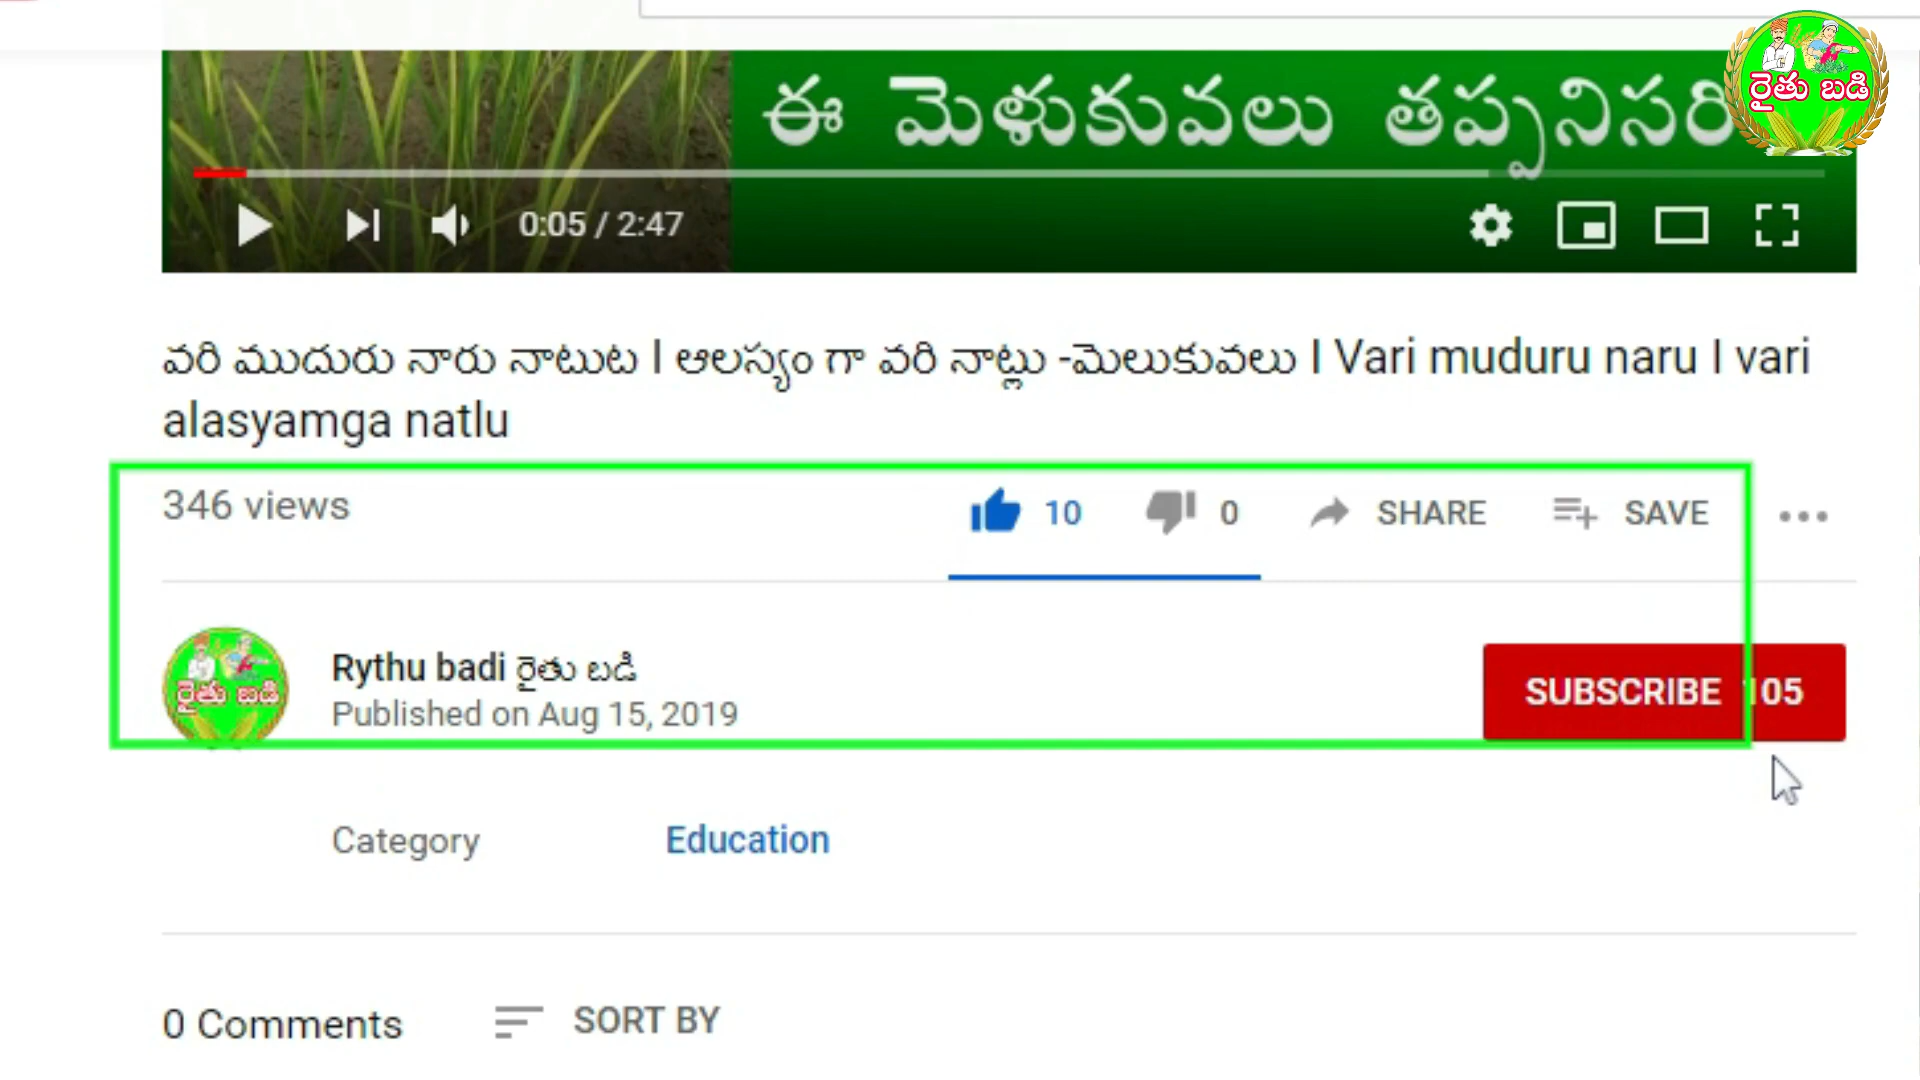 ఈ మెళుకువలు తప్పనిసరి
రైతు బడి
0:05 / 2:47
వరి ముదురు నారు నాటుట l ఆలస్యం గా వరి నాట్లు -మెలుకువలు l Vari muduru naru l vari
alasyamga natlu
346 views
10
0
SHARE
SAVE
రైతు బడి
Rythu badi రైతు బడి
Published on Aug 15, 2019
SUBSCRIBE 105
Category
Education
0 Comments
SORT BY